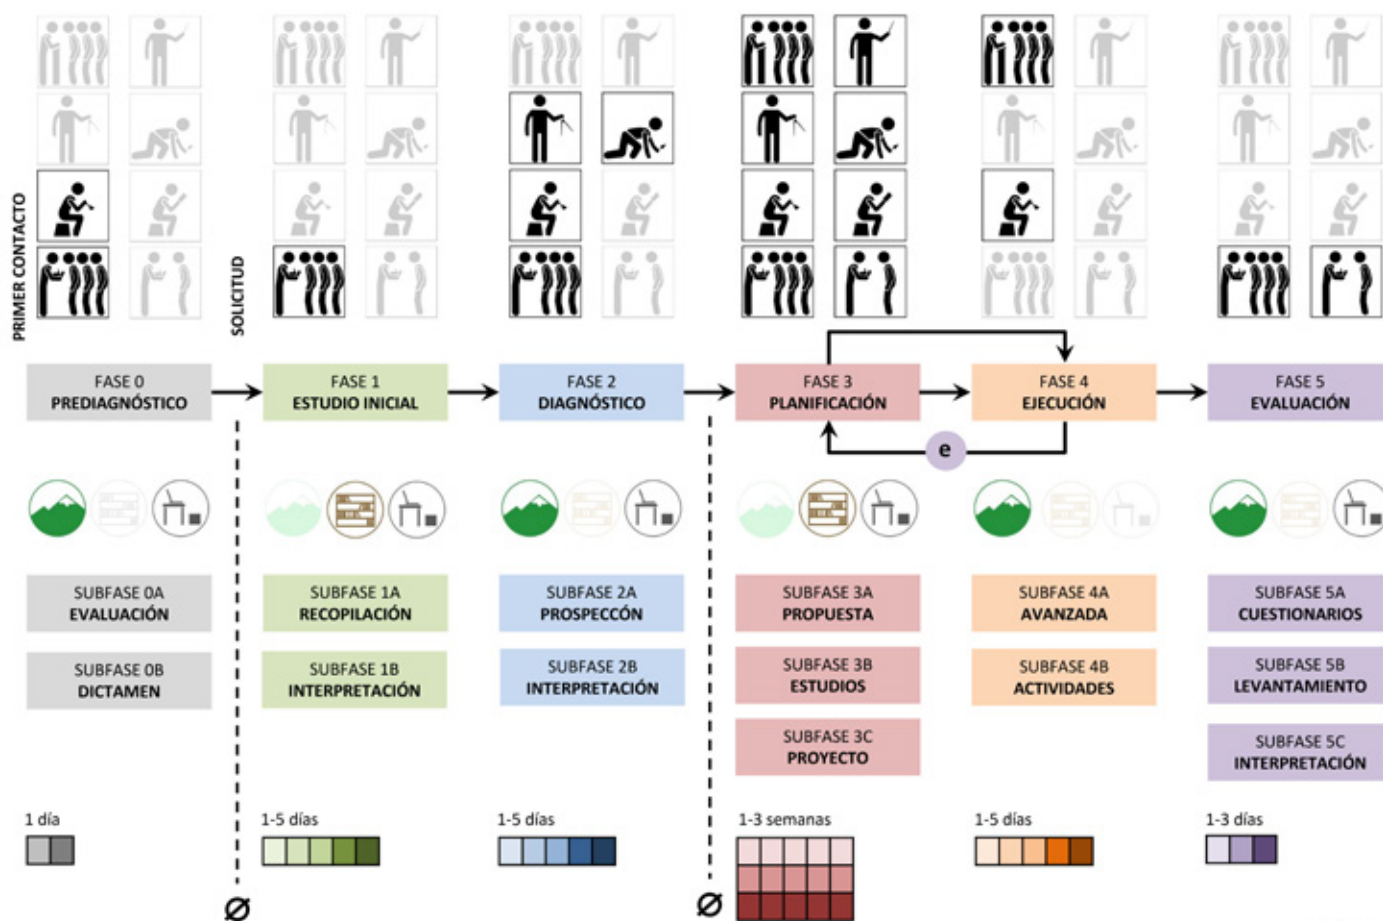 PRIMER CONTACTO
SOLICITUD
FASE 0
PREDIAGNÓSTICO
FASE 1
ESTUDIO INICIAL
FASE 2
DIAGNÓSTICO
FASE 3
PLANIFICACIÓN
FASE 4
EJECUCIÓN
FASE 5
EVALUACIÓN
e
SUBFASE 0A
EVALUACIÓN
SUBFASE 1A
RECOPILACIÓN
SUBFASE 2A
PROSPECCÓN
SUBFASE 3A
PROPUESTA
SUBFASE 4A
AVANZADA
SUBFASE 5A
CUESTIONARIOS
SUBFASE 0B
DICTAMEN
SUBFASE 1B
INTERPRETACIÓN
SUBFASE 2B
INTERPRETACIÓN
SUBFASE 3B
ESTUDIOS
SUBFASE 4B
ACTIVIDADES
SUBFASE 5B
LEVANTAMIENTO
SUBFASE 3C
PROYECTO
SUBFASE 5C
INTERPRETACIÓN
1 día
1-5 días
1-5 días
1-3 semanas
1-5 días
1-3 días
Ø
Ø